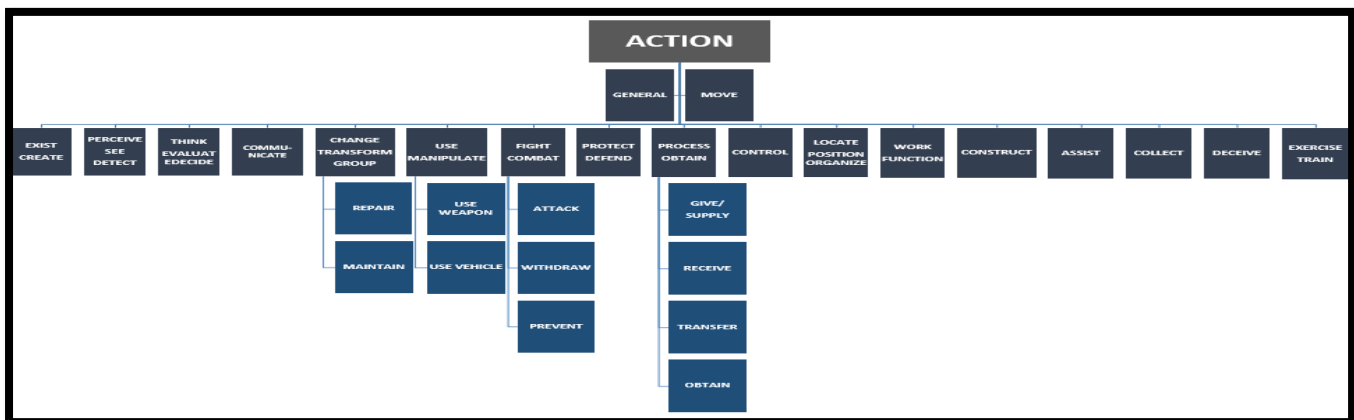 ACTION
GENERAL
MOVE
EXIST
CREATE
PERCEIVE
SEE
DETECT
THINK
EVALUAT
EDECIDE
COMMU-
NICATE
CHANGE
TRANSFORM
GROUP
USE
MANIPULATE
FIGHT
COMBAT
PROTECT
DEFEND
PROCESS
OBTAIN
CONTROL
LOCATE
POSITION
ORGANIZE
WORK
FUNCTION
CONSTRUCT
ASSIST
COLLECT
DECEIVE
EXERCISE
TRAIN
REPAIR
MAINTAIN
USE
WEAPON
USE VEHICLE
ATTACK
WITHDRAW
PREVENT
GIVE/
SUPPLY
RECEIVE
TRANSFER
OBTAIN